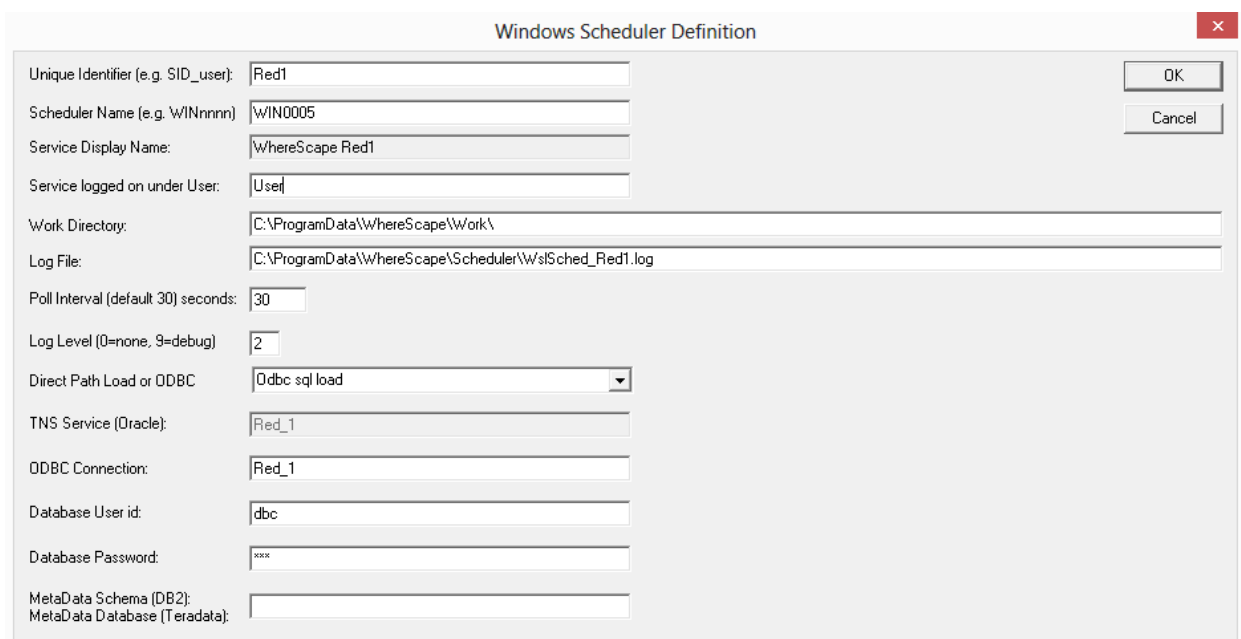 Windows Scheduler Definition
Unique Identifier (e.g. SID_user): Red1
OK
Scheduler Name (e.g. WINnnnn) WIN0005
Cancel
Service Display Name: WhereScape Red1
Service logged on under User: User
Work Directory: C:\ProgramData\WhereScape\Work\
Log File: C:\ProgramData\WhereScape\Scheduler\WslSched_Red1.log
Poll Interval (default 30) seconds: 30
Log Level (0=none, 9=debug) 2
Direct Path Load or ODBC Odbc sql load
TNS Service (Oracle): Red_1
ODBC Connection: Red_1
Database User id: dbc
Database Password: ***
MetaData Schema (DB2):
MetaData Database (Teradata):